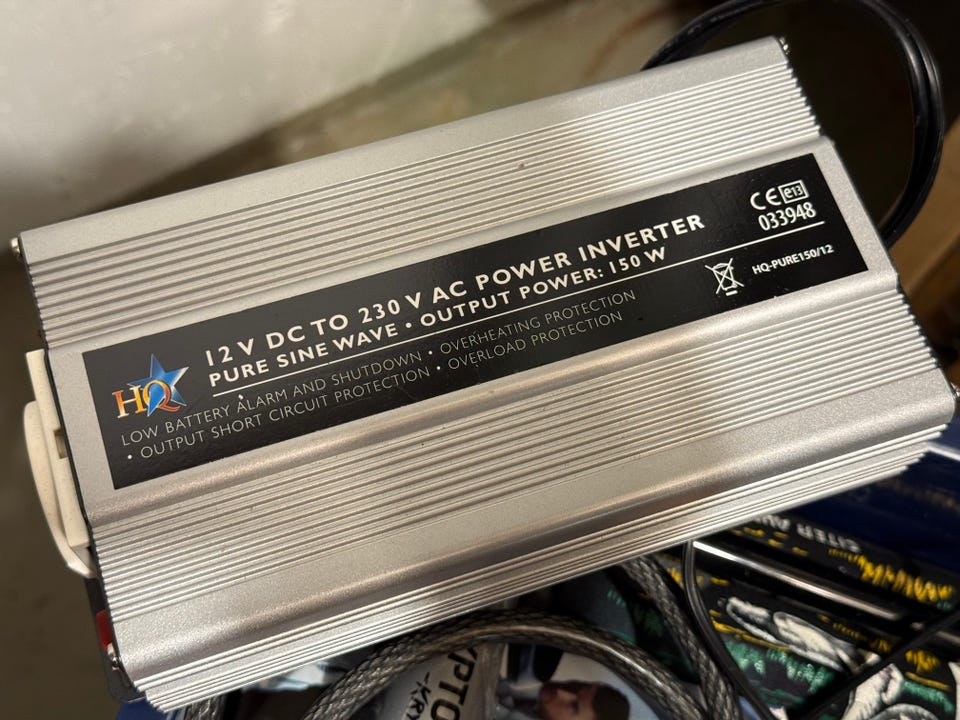 HQ
12 V DC TO 230 V AC POWER INVERTER
PURE SINE WAVE • OUTPUT POWER: 150 W
LOW BATTERY ALARM AND SHUTDOWN • OVERHEATING PROTECTION
• OUTPUT SHORT CIRCUIT PROTECTION • OVERLOAD PROTECTION
CE e13
033948
HQ-PURE150/12